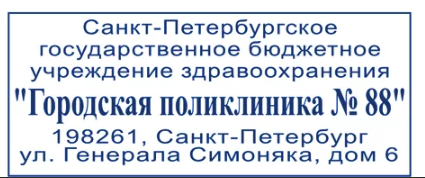 Санкт-Петербургское
государственное бюджетное
учреждение здравоохранения
"Городская поликлиника № 88"
198261, Санкт-Петербург
ул. Генерала Симоняка, дом 6